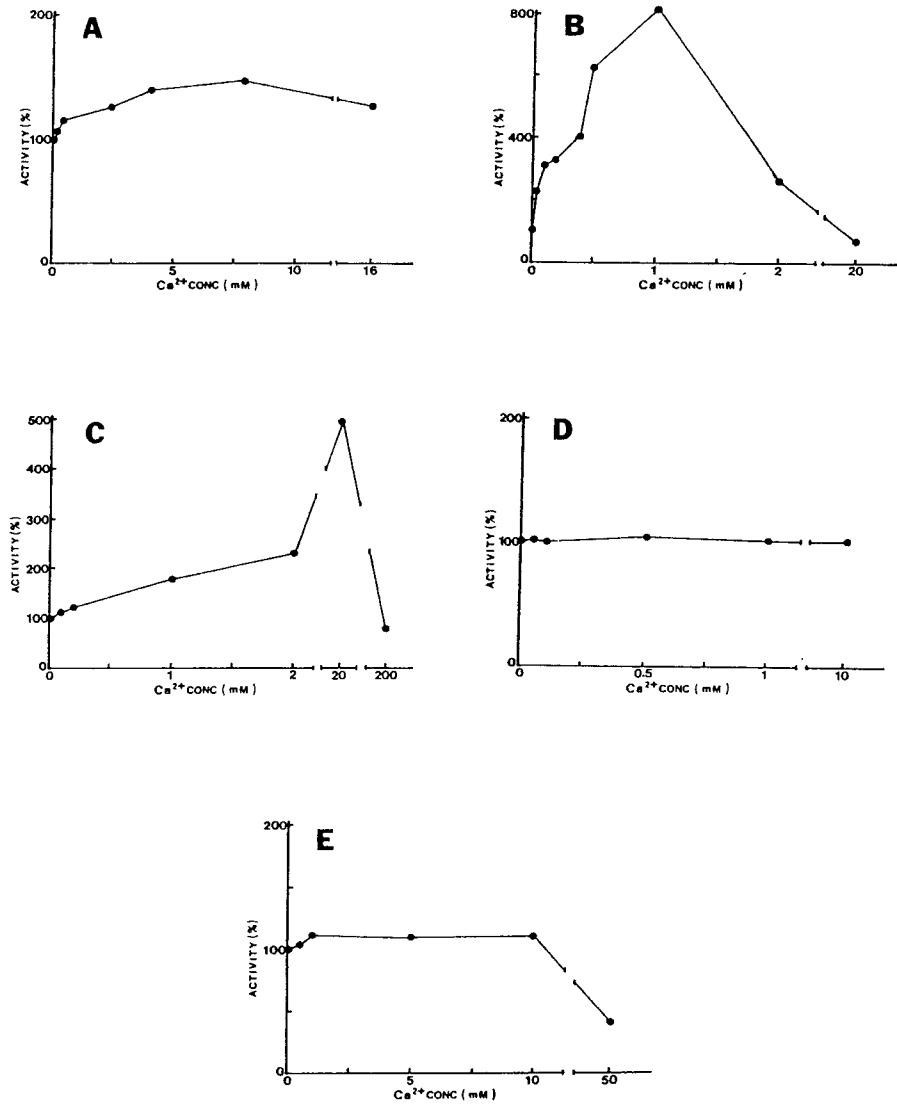 A
200
100
0
ACTIVITY (%)
0 5 10 16
Ca²⁺ CONC ( mM )
B
800
400
0
ACTIVITY (%)
0 1 2 20
Ca²⁺ CONC ( mM )
C
500
400
300
200
100
0
ACTIVITY (%)
0 1 2 20 200
Ca²⁺ CONC ( mM )
D
200
100
0
ACTIVITY (%)
0 0.5 1 10
Ca²⁺ CONC ( mM )
E
200
100
0
ACTIVITY (%)
0 5 10 50
Ca²⁺ CONC ( mM )